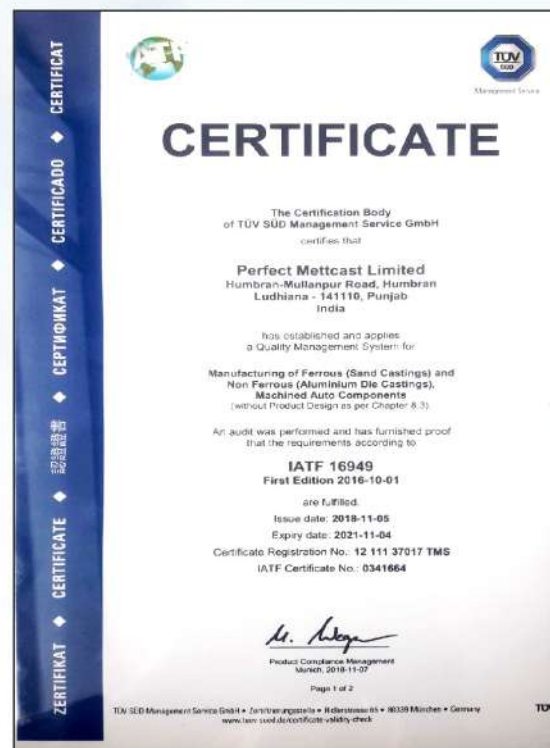 ZERTIFIKAT ◆ CERTIFICATE ◆ 認證證書 ◆ СЕРТИФИКАТ ◆ CERTIFICADO ◆ CERTIFICAT
TÜV
SÜD
Management Service
CERTIFICATE
The Certification Body
of TÜV SÜD Management Service GmbH
certifies that
Perfect Mettcast Limited
Humbran-Mullanpur Road, Humbran
Ludhiana - 141110, Punjab
India
has established and applies
a Quality Management System for
Manufacturing of Ferrous (Sand Castings) and
Non Ferrous (Aluminium Die Castings),
Machined Auto Components
(without Product Design as per Chapter 8.3)
An audit was performed and has furnished proof
that the requirements according to
IATF 16949
First Edition 2016-10-01
are fulfilled.
Issue date: 2018-11-05
Expiry date: 2021-11-04
Certificate Registration No.: 12 111 37017 TMS
IATF Certificate No.: 0341664
Product Compliance Management
Munich, 2018-11-07
Page 1 of 2
TÜV SÜD Management Service GmbH • Zertifizierungsstelle • Ridlerstrasse 65 • 80339 München • Germany
www.tuev-sued.de/certificate-validity-check